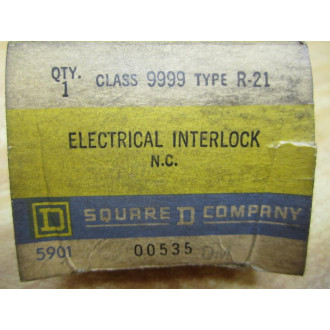 QTY.
1
CLASS 9999 TYPE R-21
ELECTRICAL INTERLOCK
N.C.
D SQUARE D COMPANY
5901 00535